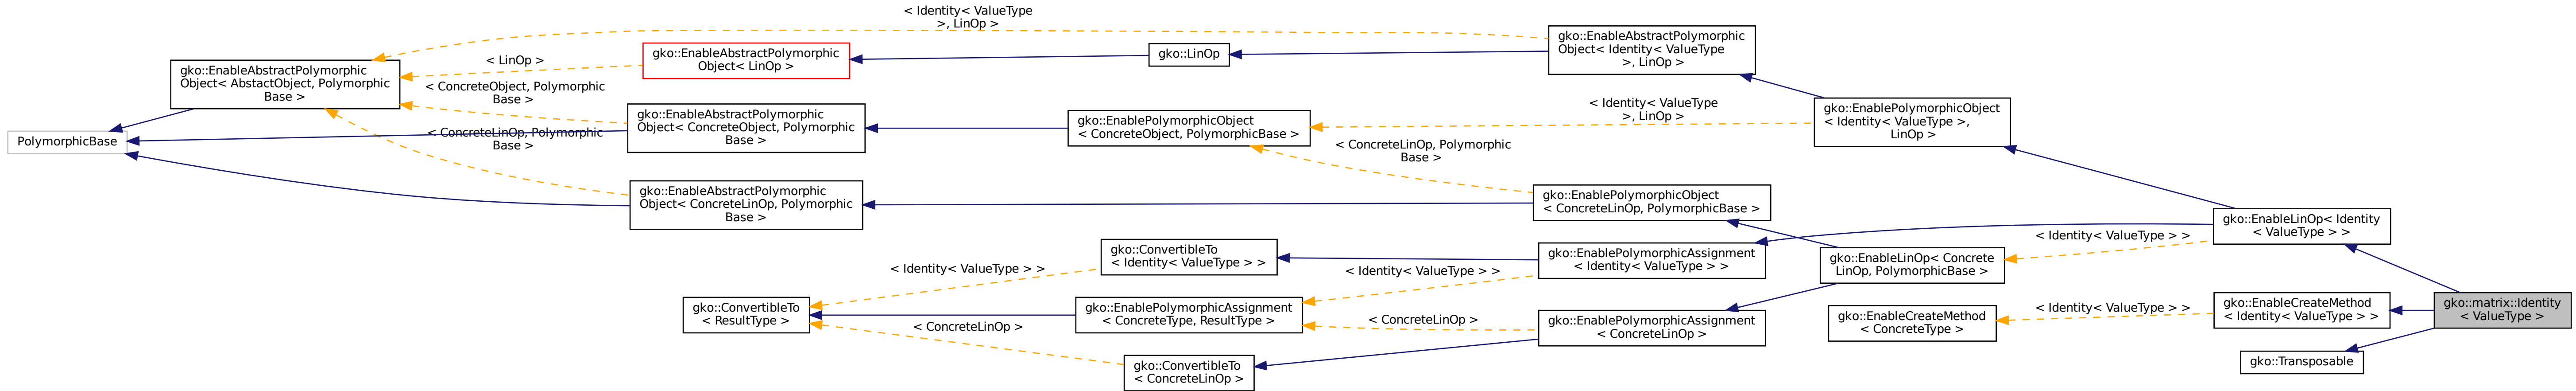 PolymorphicBase
gko::EnableAbstractPolymorphic
Object< AbstactObject, Polymorphic
Base >
< Identity< ValueType
>, LinOp >
< LinOp >
< ConcreteObject, Polymorphic
Base >
< ConcreteLinOp, Polymorphic
Base >
gko::EnableAbstractPolymorphic
Object< LinOp >
gko::EnableAbstractPolymorphic
Object< ConcreteObject, Polymorphic
Base >
gko::EnableAbstractPolymorphic
Object< ConcreteLinOp, Polymorphic
Base >
gko::ConvertibleTo
< ResultType >
< Identity< ValueType > >
< ConcreteLinOp >
gko::LinOp
gko::EnablePolymorphicObject
< ConcreteObject, PolymorphicBase >
gko::ConvertibleTo
< Identity< ValueType > >
gko::EnablePolymorphicAssignment
< ConcreteType, ResultType >
gko::ConvertibleTo
< ConcreteLinOp >
< Identity< ValueType
>, LinOp >
< ConcreteLinOp, Polymorphic
Base >
< Identity< ValueType > >
< ConcreteLinOp >
gko::EnableAbstractPolymorphic
Object< Identity< ValueType
>, LinOp >
gko::EnablePolymorphicObject
< ConcreteLinOp, PolymorphicBase >
gko::EnablePolymorphicAssignment
< Identity< ValueType > >
gko::EnablePolymorphicAssignment
< ConcreteLinOp >
gko::EnablePolymorphicObject
< Identity< ValueType >,
LinOp >
gko::EnableLinOp< Concrete
LinOp, PolymorphicBase >
gko::EnableCreateMethod
< ConcreteType >
< Identity< ValueType > >
< Identity< ValueType > >
gko::EnableLinOp< Identity
< ValueType > >
gko::EnableCreateMethod
< Identity< ValueType > >
gko::Transposable
gko::matrix::Identity
< ValueType >